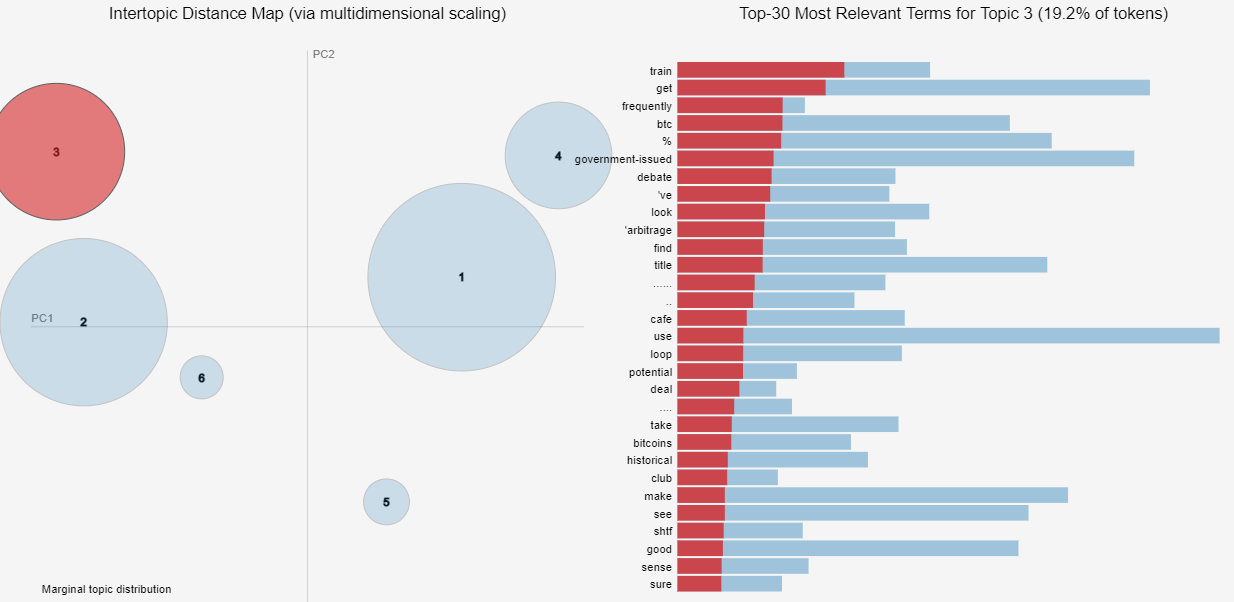 Intertopic Distance Map (via multidimensional scaling)
PC2
3
4
1
PC1
2
6
5
Marginal topic distribution
Top-30 Most Relevant Terms for Topic 3 (19.2% of tokens)
train
get
frequently
btc
%
government-issued
debate
've
look
'arbitrage
find
title
......
..
cafe
use
loop
potential
deal
....
take
bitcoins
historical
club
make
see
shtf
good
sense
sure